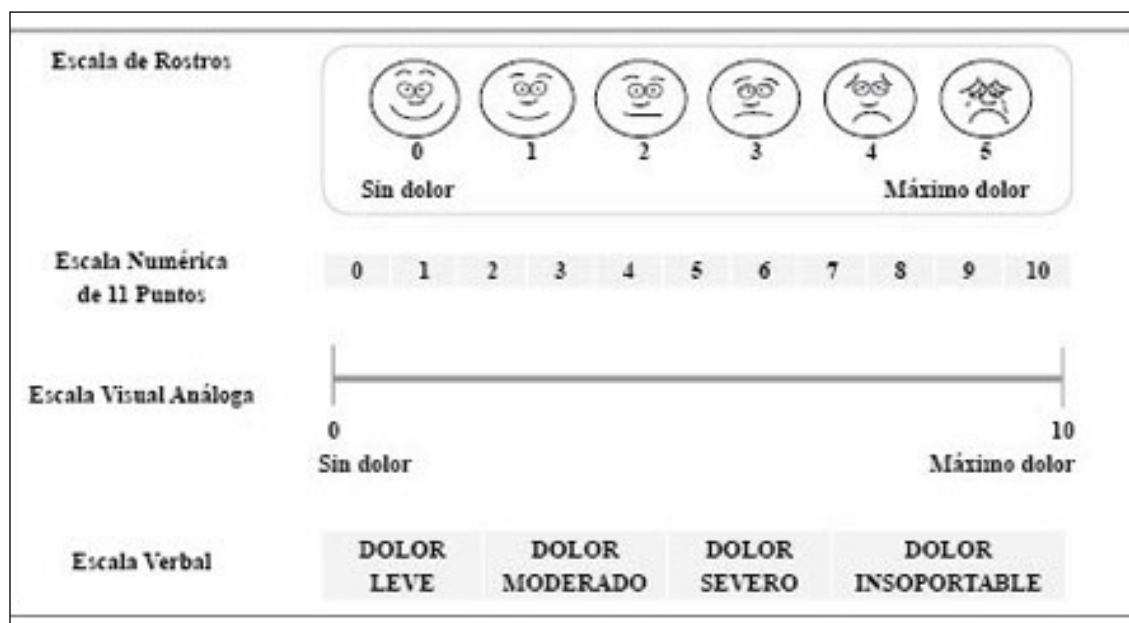 Escala de Rostros
0 1 2 3 4 5
Sin dolor Máximo dolor
Escala Numérica
de 11 Puntos
0 1 2 3 4 5 6 7 8 9 10
Escala Visual Análoga
0 10
Sin dolor Máximo dolor
Escala Verbal
DOLOR LEVE
DOLOR MODERADO
DOLOR SEVERO
DOLOR INSOPORTABLE